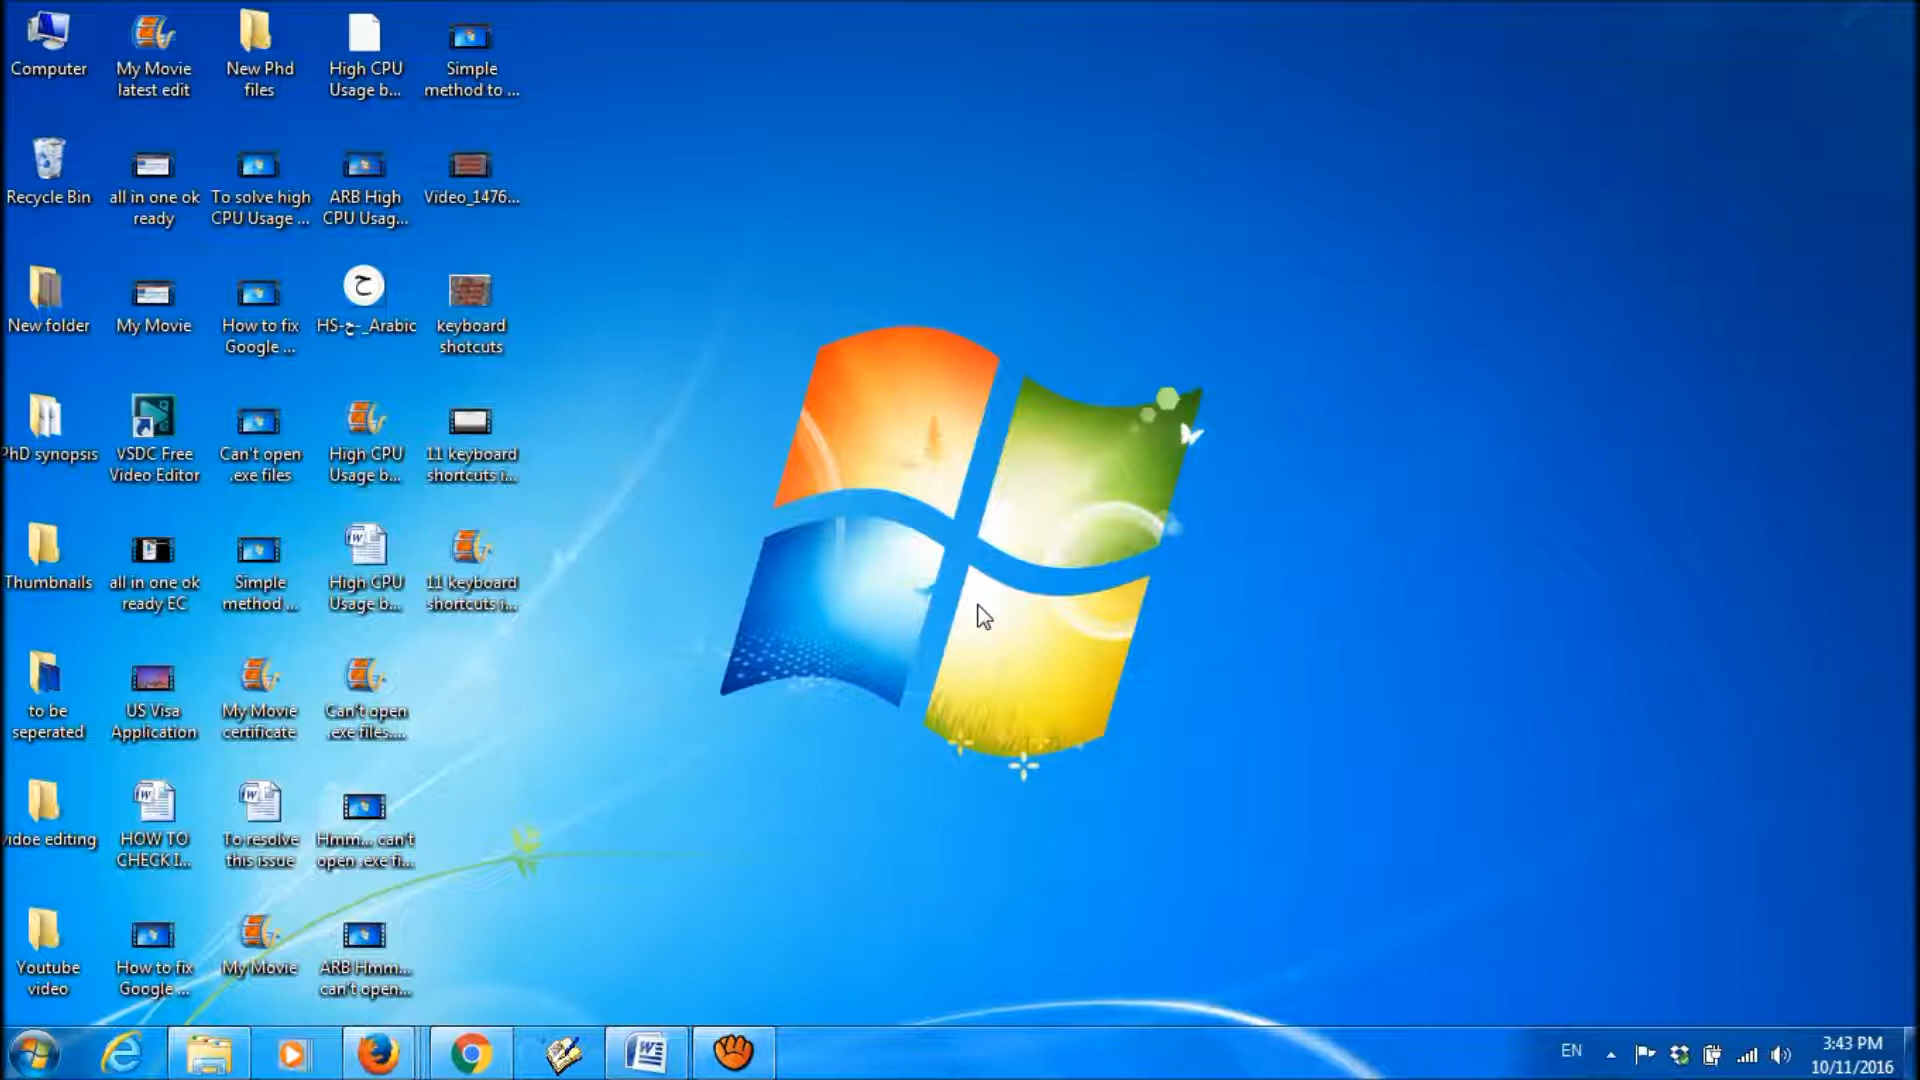 Computer
My Movie
latest edit
New Phd
files
High CPU
Usage b...
Simple
method to ...
Recycle Bin
all in one ok
ready
To solve high
CPU Usage ...
ARB High
CPU Usag...
Video_1476...
New folder
My Movie
How to fix
Google ...
ح
HS-ح-_Arabic
keyboard
shotcuts
PhD synopsis
VSDC Free
Video Editor
Can't open
.exe files
High CPU
Usage b...
11 keyboard
shortcuts i...
Thumbnails
all in one ok
ready EC
Simple
method ...
High CPU
Usage b...
11 keyboard
shortcuts i...
to be
seperated
US Visa
Application
My Movie
certificate
Can't open
.exe files....
vidoe editing
HOW TO
CHECK I...
To resolve
this issue
Hmm... can't
open .exe fi...
Youtube
video
How to fix
Google ...
My Movie
ARB Hmm...
can't open...
EN
3:43 PM
10/11/2016